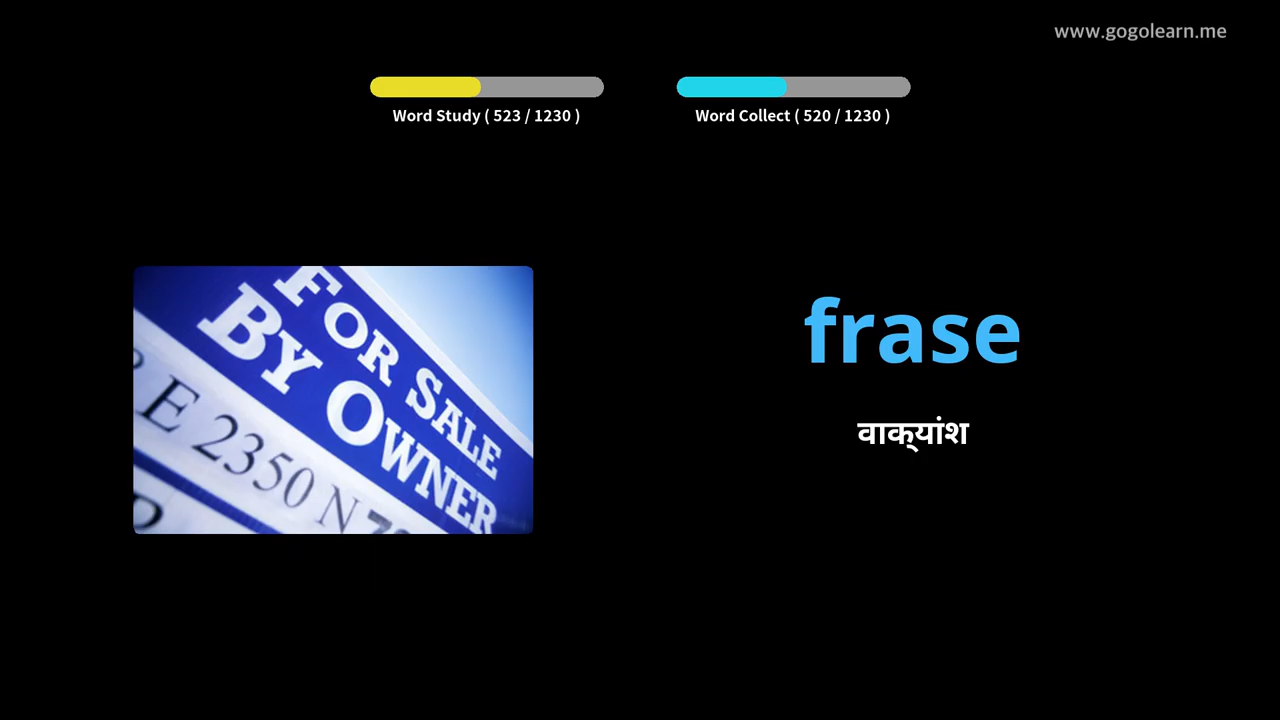 www.gogolearn.me
Word Study ( 523 / 1230 )
Word Collect ( 520 / 1230 )
FOR SALE
BY OWNER
E 2350 N
frase
वाक्यांश